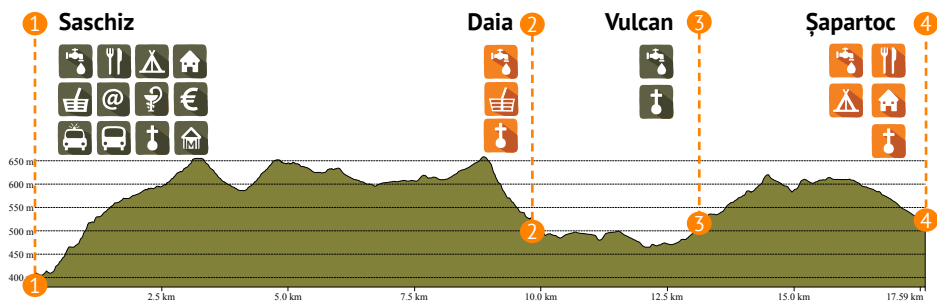 1 Saschiz Daia 2 Vulcan 3 Șapartoc 4
@ €
M
650 m
600 m
550 m
500 m
450 m
400 m
1 2 3 4
2.5 km 5.0 km 7.5 km 10.0 km 12.5 km 15.0 km 17.59 km